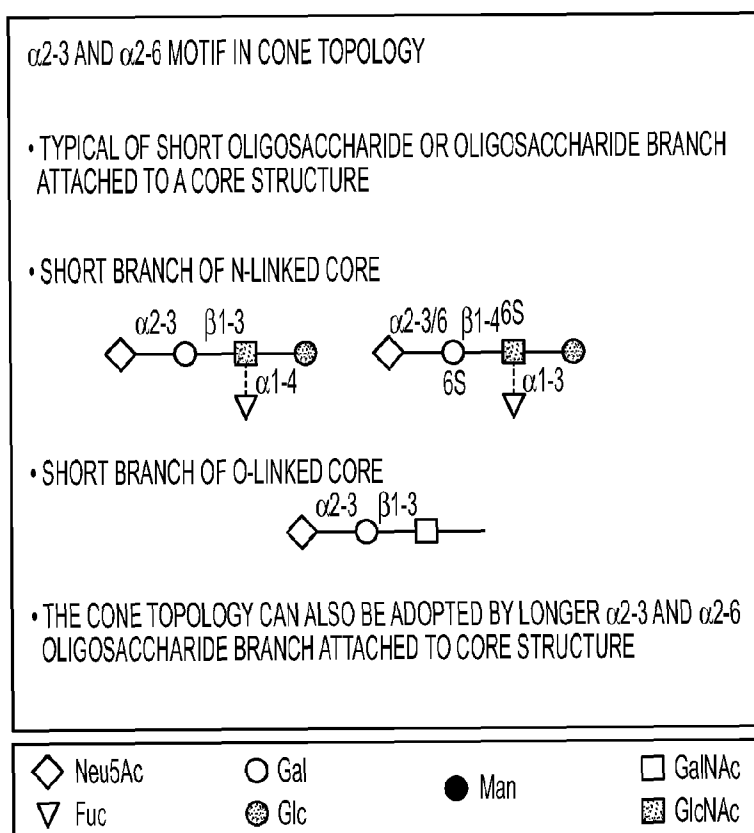 α2-3 AND α2-6 MOTIF IN CONE TOPOLOGY
• TYPICAL OF SHORT OLIGOSACCHARIDE OR OLIGOSACCHARIDE BRANCH
ATTACHED TO A CORE STRUCTURE
• SHORT BRANCH OF N-LINKED CORE
α2-3 β1-3
α1-4
α2-3/6 β1-4 6S
6S α1-3
• SHORT BRANCH OF O-LINKED CORE
α2-3 β1-3
• THE CONE TOPOLOGY CAN ALSO BE ADOPTED BY LONGER α2-3 AND α2-6
OLIGOSACCHARIDE BRANCH ATTACHED TO CORE STRUCTURE
Neu5Ac Gal Man GalNAc
Fuc Glc GlcNAc